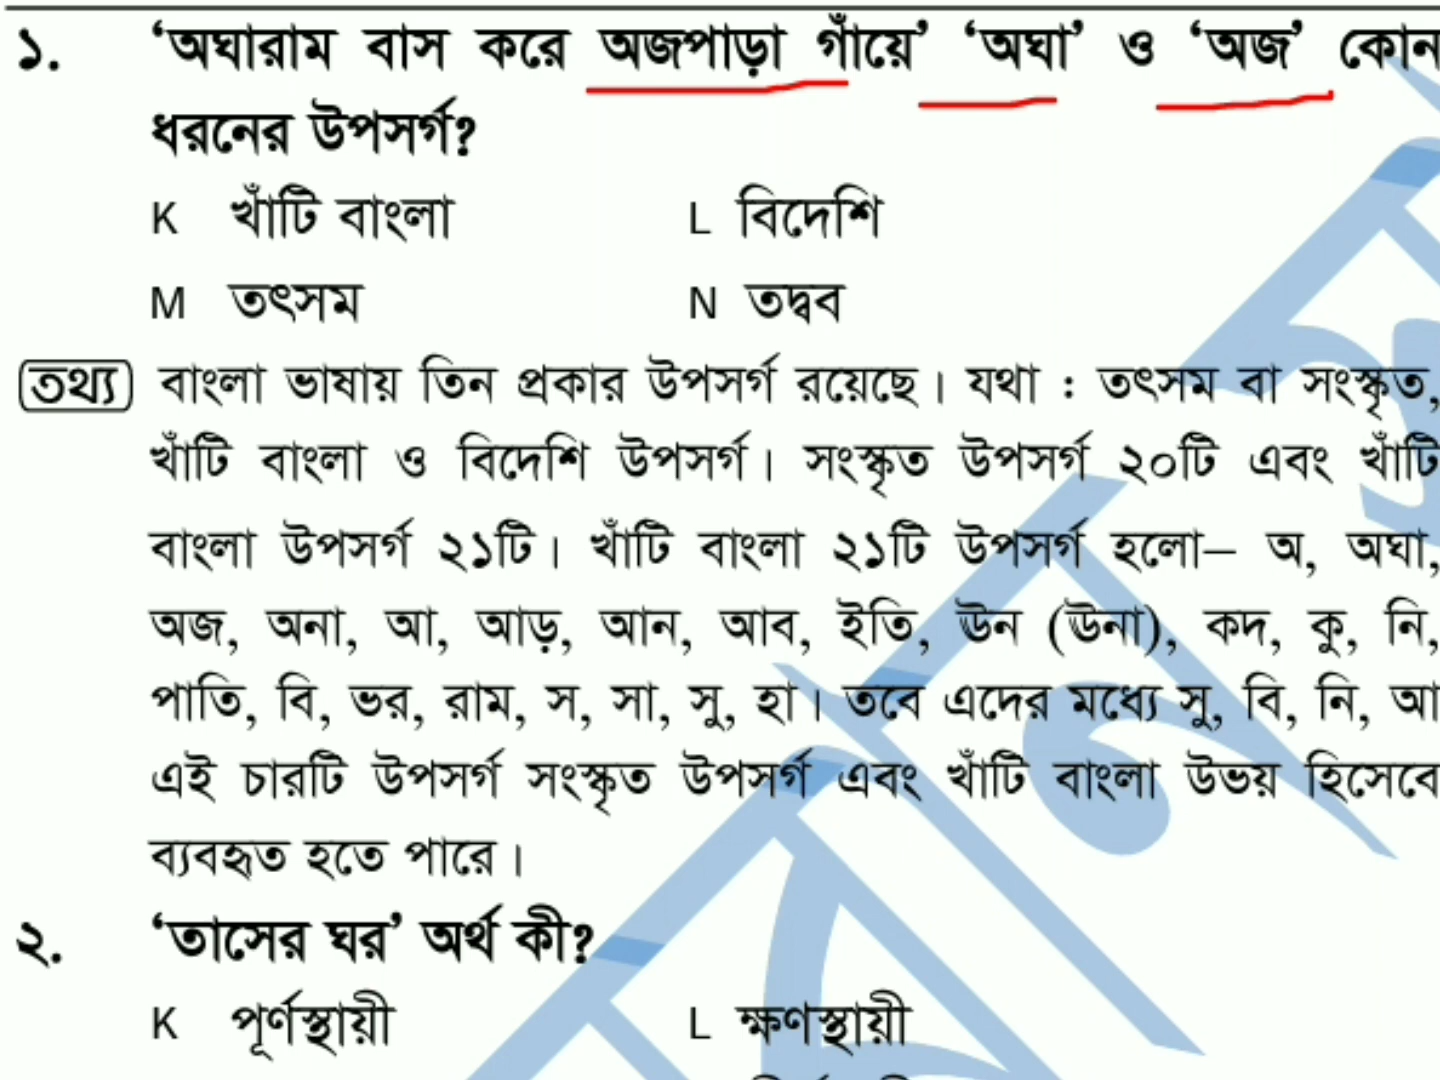 ১. ‘অঘারাম বাস করে অজপাড়া গাঁয়ে’ ‘অঘা’ ও ‘অজ’ কোন
ধরনের উপসর্গ?
K খাঁটি বাংলা L বিদেশি
M তৎসম N তদ্বব
তথ্য বাংলা ভাষায় তিন প্রকার উপসর্গ রয়েছে। যথা : তৎসম বা সংস্কৃত,
খাঁটি বাংলা ও বিদেশি উপসর্গ। সংস্কৃত উপসর্গ ২০টি এবং খাঁটি
বাংলা উপসর্গ ২১টি। খাঁটি বাংলা ২১টি উপসর্গ হলো– অ, অঘা,
অজ, অনা, আ, আড়, আন, আব, ইতি, ঊন (ঊনা), কদ, কু, নি,
পাতি, বি, ভর, রাম, স, সা, সু, হা। তবে এদের মধ্যে সু, বি, নি, আ
এই চারটি উপসর্গ সংস্কৃত উপসর্গ এবং খাঁটি বাংলা উভয় হিসেবে
ব্যবহৃত হতে পারে।
২. ‘তাসের ঘর’ অর্থ কী?
K পূর্ণস্থায়ী L ক্ষণস্থায়ী